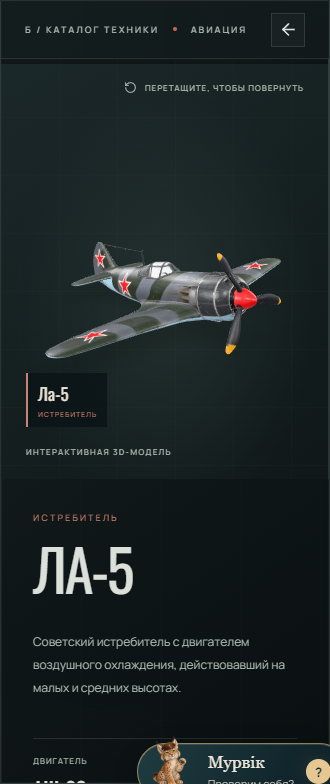 Б / КАТАЛОГ ТЕХНИКИ • АВИАЦИЯ
ПЕРЕТАЩИТЕ, ЧТОБЫ ПОВЕРНУТЬ
Ла-5
ИСТРЕБИТЕЛЬ
ИНТЕРАКТИВНАЯ 3D-МОДЕЛЬ
ИСТРЕБИТЕЛЬ
ЛА-5
Советский истребитель с двигателем
воздушного охлаждения, действовавший на
малых и средних высотах.
ДВИГАТЕЛЬ
Мурвік
?